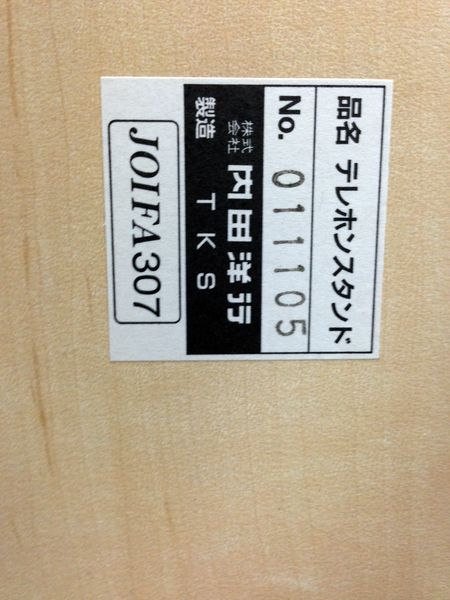 品名 テレホンスタンド
No. 011105
株式会社 内田洋行
製造 TKS
JOIFA307